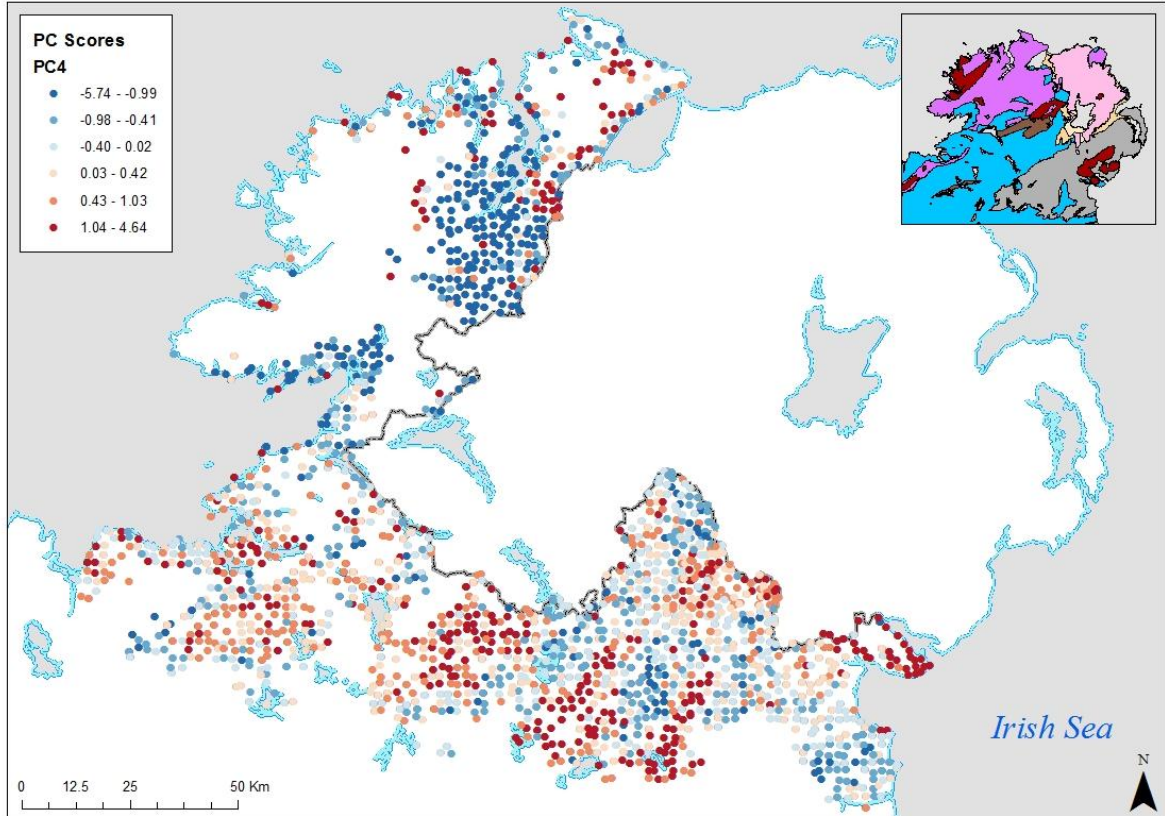 PC Scores
PC4
-5.74 - -0.99
-0.98 - -0.41
-0.40 - 0.02
0.03 - 0.42
0.43 - 1.03
1.04 - 4.64
Irish Sea
N
0 12.5 25 50 Km